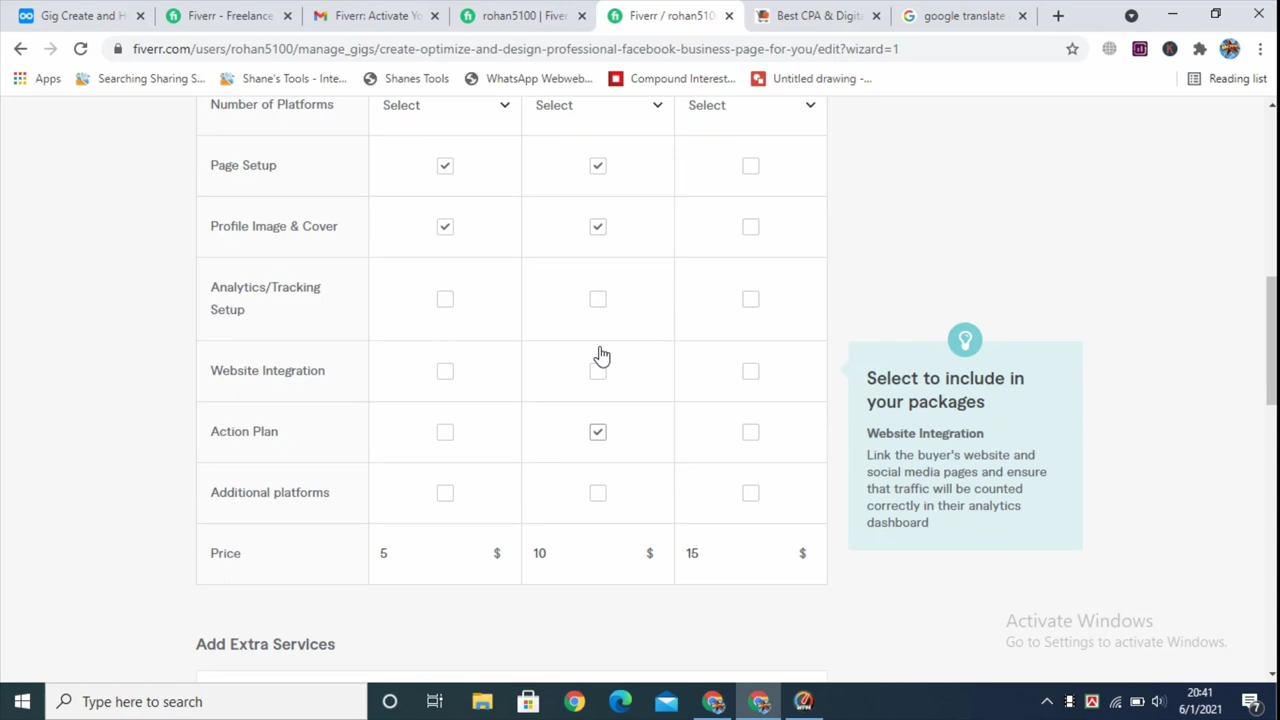 Gig Create and H
Fiverr - Freelance
Fiverr: Activate Yo
rohan5100 | Fiverr
Fiverr / rohan5100
Best CPA & Digita
google translate
fiverr.com/users/rohan5100/manage_gigs/create-optimize-and-design-professional-facebook-business-page-for-you/edit?wizard=1
Apps
Searching Sharing S...
Shane's Tools - Inte...
Shanes Tools
WhatsApp Webweb...
Compound Interest...
Untitled drawing -...
Reading list
Number of Platforms
Select
Select
Select
Page Setup
Profile Image & Cover
Analytics/Tracking
Setup
Website Integration
Action Plan
Additional platforms
Price
5 $
10 $
15 $
Select to include in
your packages
Website Integration
Link the buyer's website and
social media pages and ensure
that traffic will be counted
correctly in their analytics
dashboard
Add Extra Services
Activate Windows
Go to Settings to activate Windows.
Type here to search
20:41
6/1/2021
7